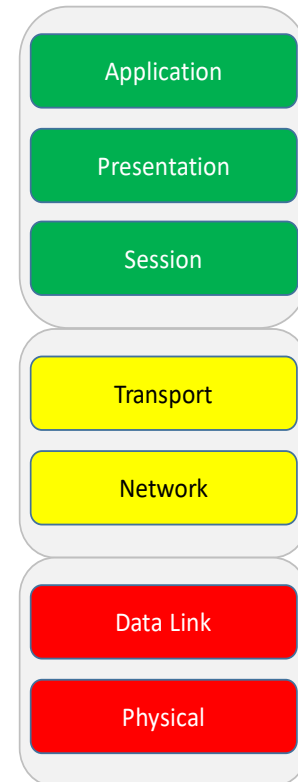 Application
Presentation
Session
Transport
Network
Data Link
Physical